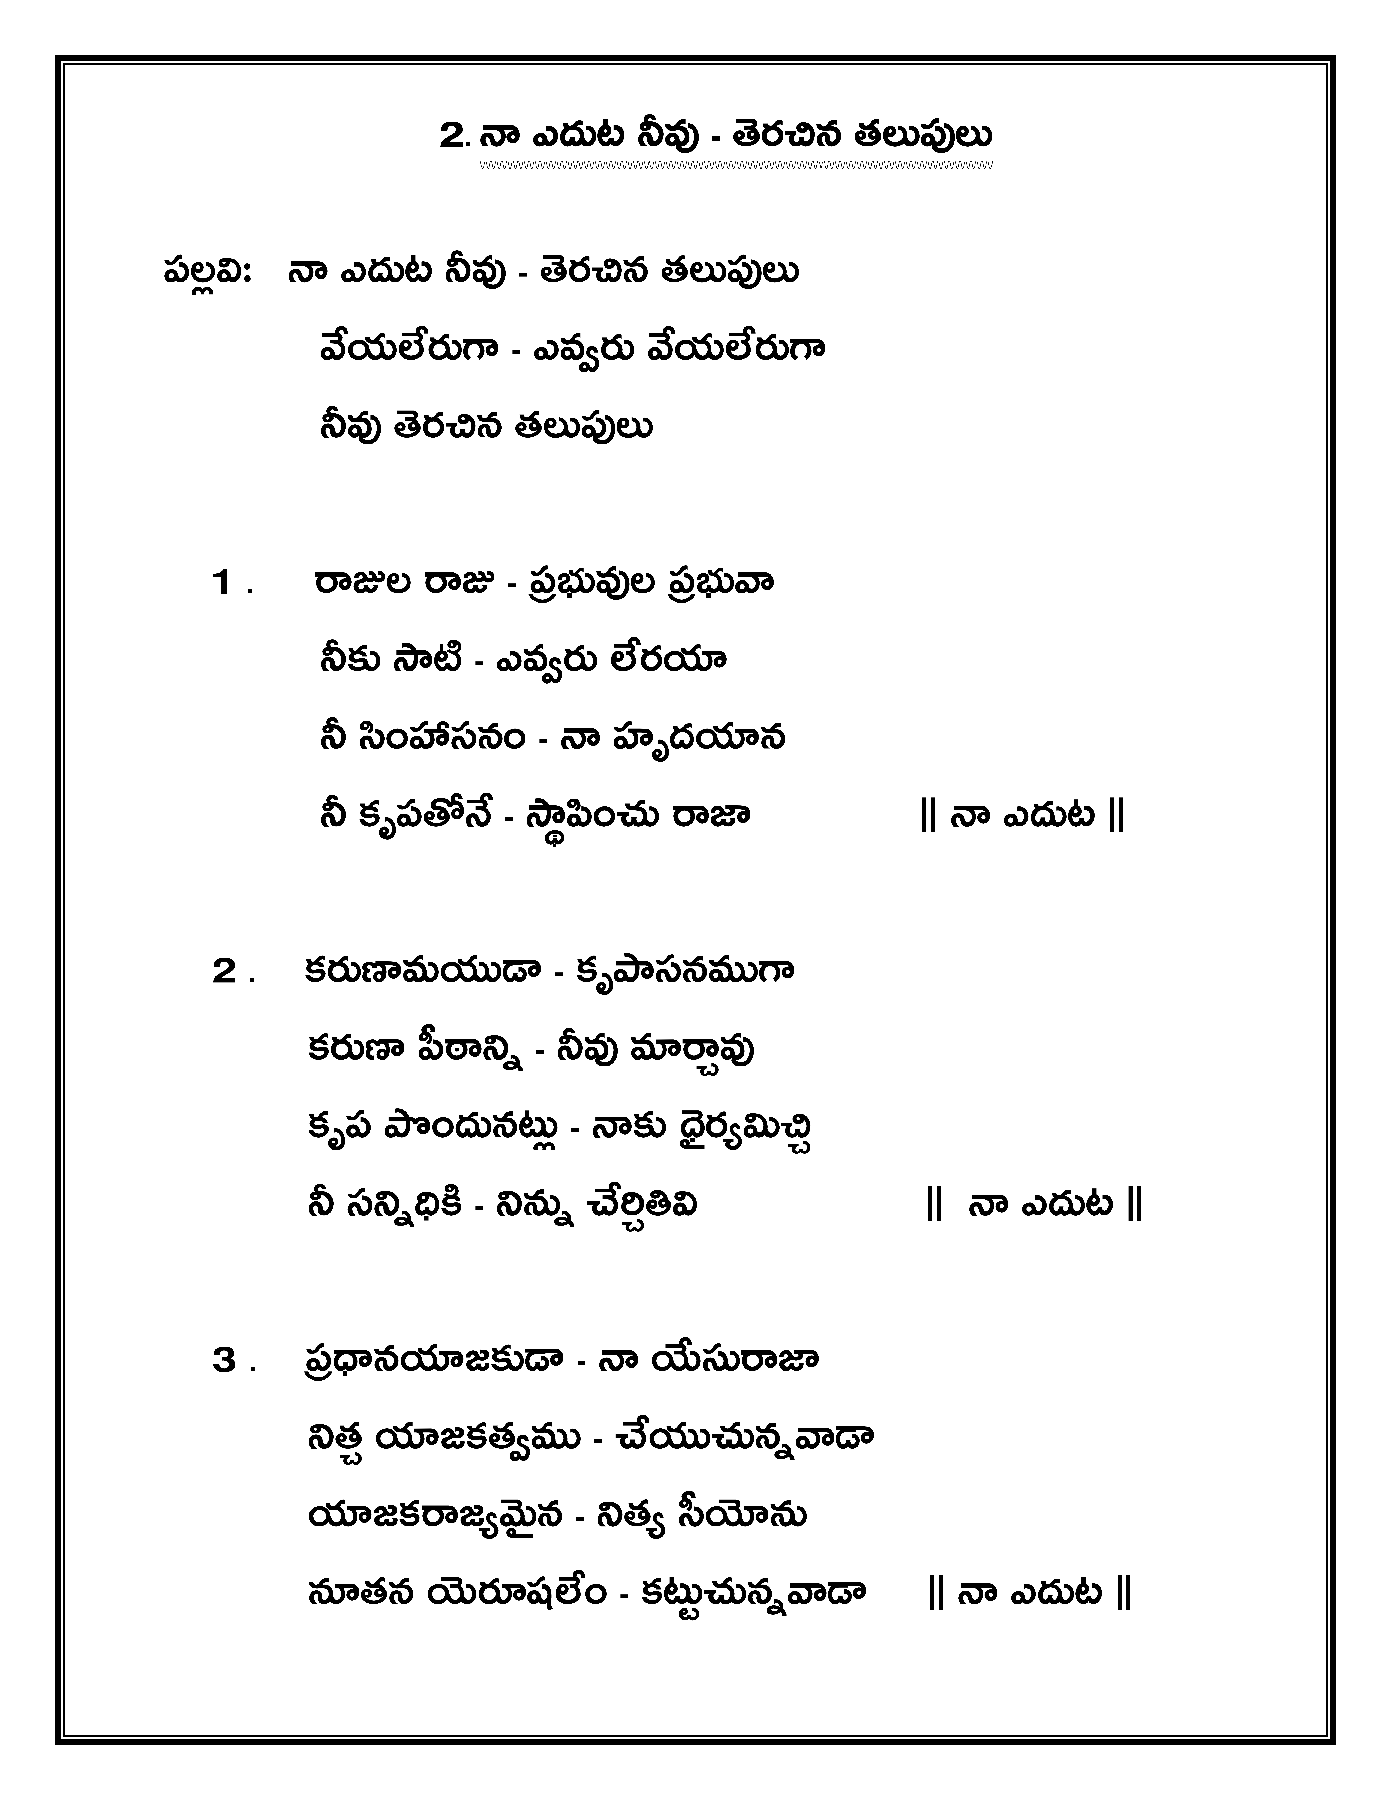 2. నా ఎదుట నీవు - తెరచిన తలుపులు
పల్లవి: నా ఎదుట నీవు - తెరచిన తలుపులు
వేయలేరుగా - ఎవ్వరు వేయలేరుగా
నీవు తెరచిన తలుపులు
1 . రాజుల రాజు - ప్రభువుల ప్రభువా
నీకు సాటి - ఎవ్వరు లేరయా
నీ సింహాసనం - నా హృదయాన
నీ కృపతోనే - స్థాపించు రాజా || నా ఎదుట ||
2 . కరుణామయుడా - కృపాసనముగా
కరుణా పీఠాన్ని - నీవు మార్చావు
కృప పొందునట్లు - నాకు ధైర్యమిచ్చి
నీ సన్నిధికి - నిన్ను చేర్చితివి || నా ఎదుట ||
3 . ప్రధానయాజకుడా - నా యేసురాజా
నిత్చ యాజకత్వము - చేయుచున్నవాడా
యాజకరాజ్యమైన - నిత్య సీయోను
నూతన యెరూషలేం - కట్టుచున్నవాడా || నా ఎదుట ||